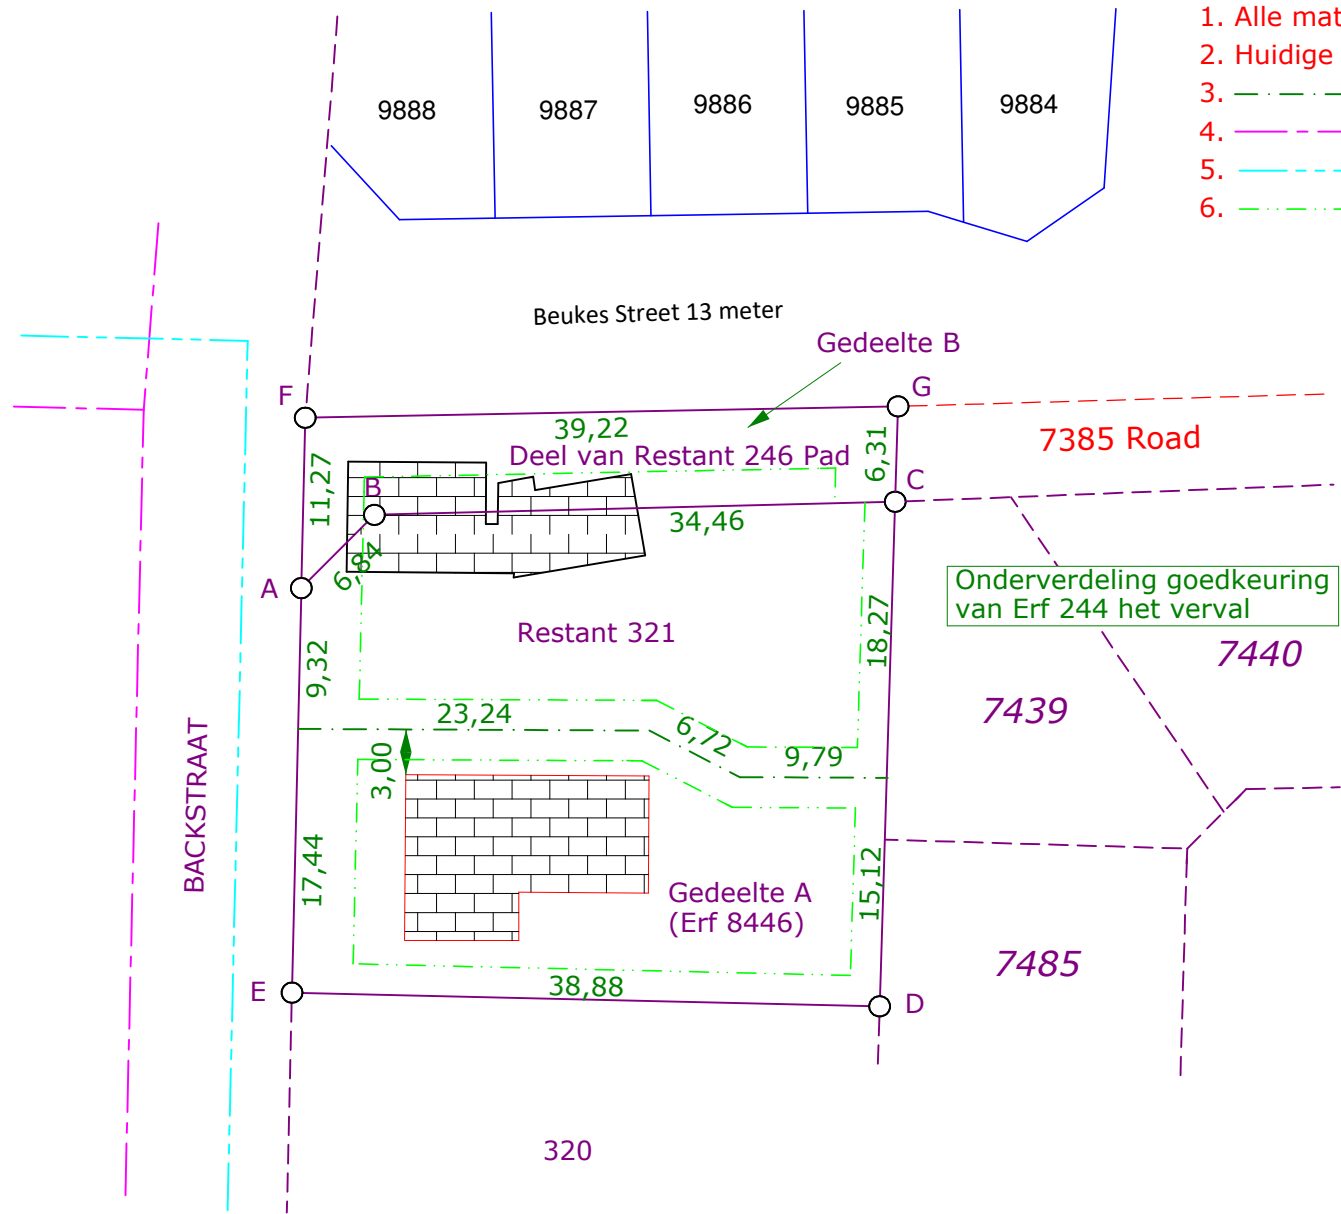 1. Alle mat
2. Huidige
3.
4.
5.
6.
9888
9887
9886
9885
9884
Beukes Street 13 meter
Gedeelte B
F
G
39,22
Deel van Restant 246 Pad
7385 Road
11,27
6,31
B
C
34,46
6,84
A
Onderverdeling goedkeuring
van Erf 244 het verval
Restant 321
18,27
9,32
7440
7439
23,24
6,72
9,79
3,00
BACKSTRAAT
17,44
15,12
Gedeelte A
(Erf 8446)
7485
E
38,88
D
320